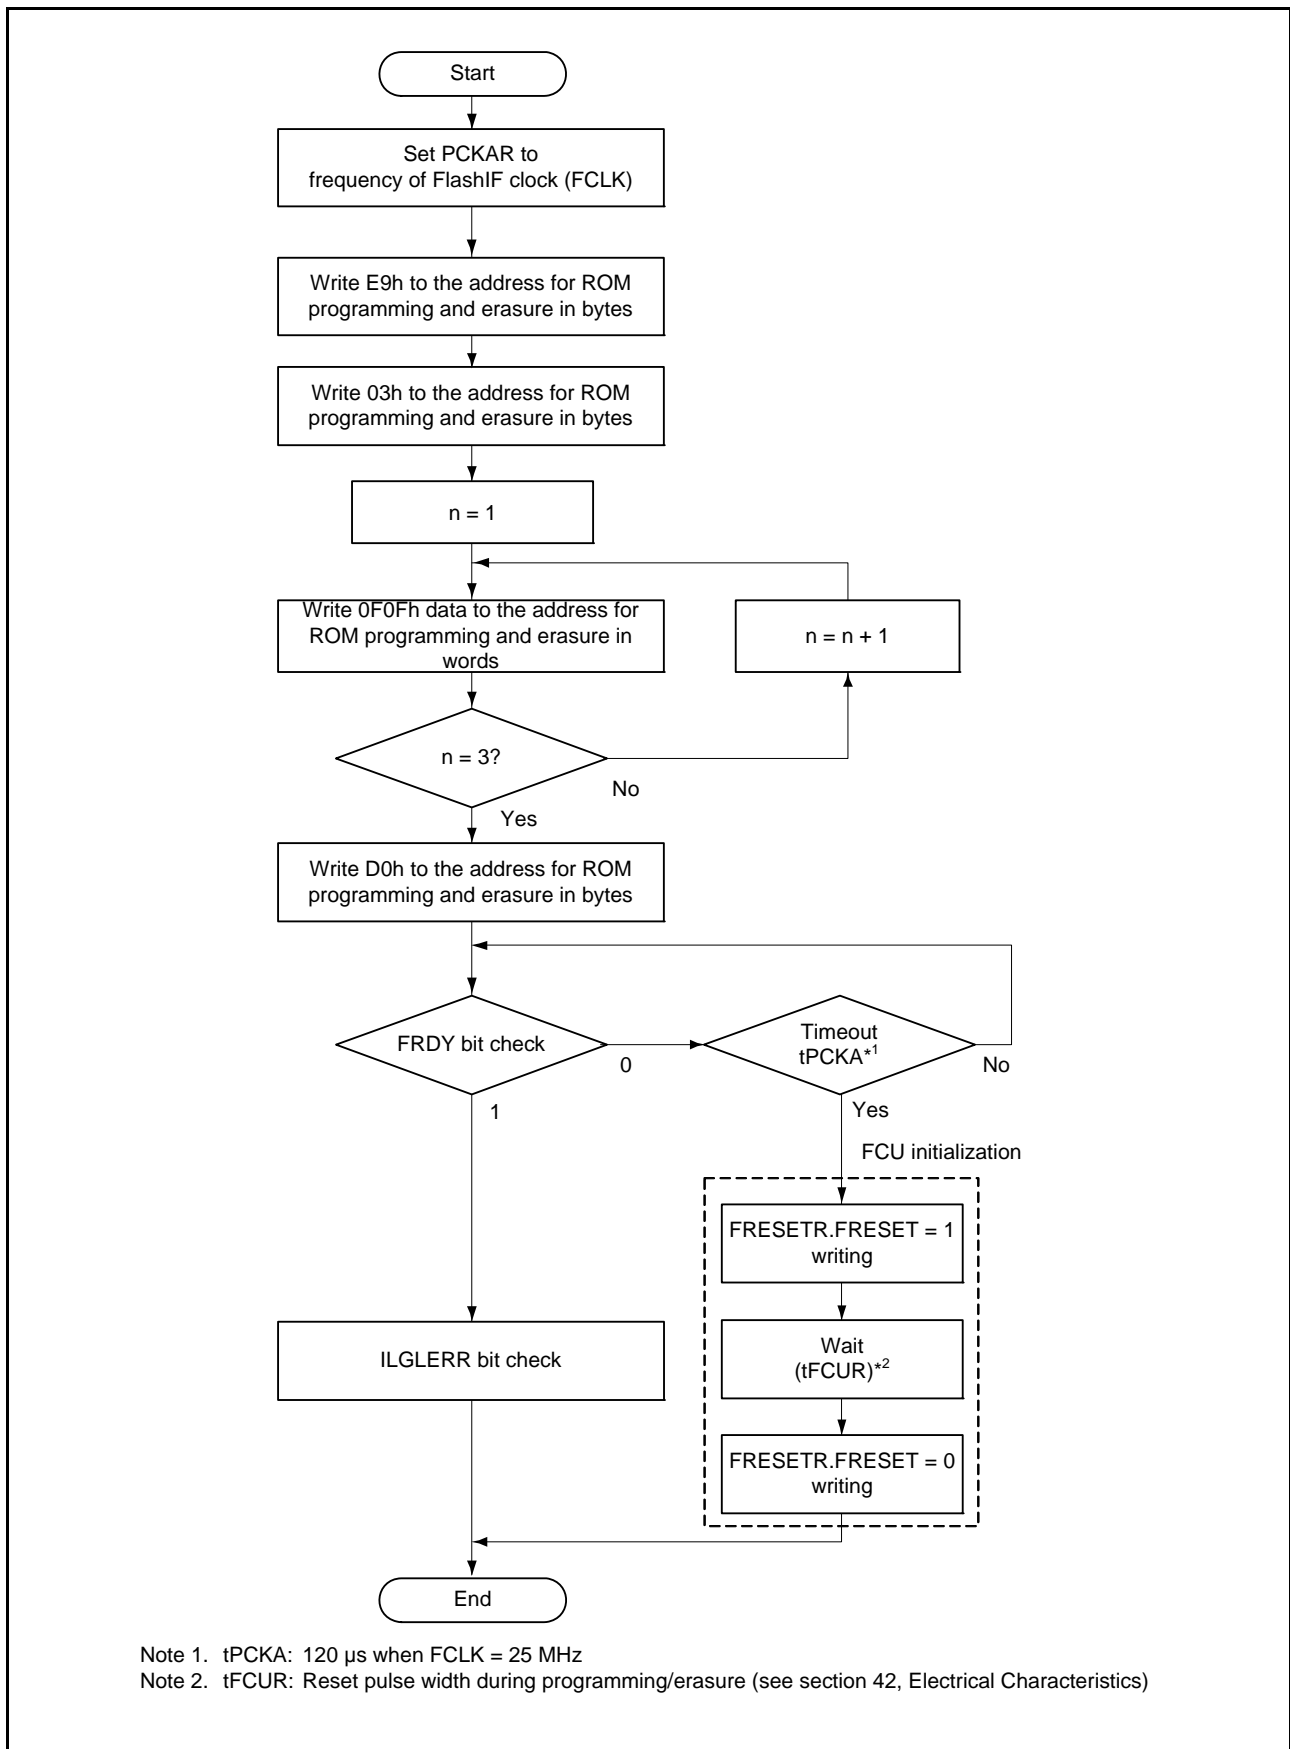 Start
Set PCKAR to
frequency of FlashIF clock (FCLK)
Write E9h to the address for ROM
programming and erasure in bytes
Write 03h to the address for ROM
programming and erasure in bytes
n = 1
Write 0F0Fh data to the address for
ROM programming and erasure in
words
n = n + 1
n = 3?
No
Yes
Write D0h to the address for ROM
programming and erasure in bytes
FRDY bit check
0
Timeout
tPCKA*1
No
1
Yes
FCU initialization
FRESETR.FRESET = 1
writing
Wait
(tFCUR)*2
ILGLERR bit check
FRESETR.FRESET = 0
writing
End
Note 1. tPCKA: 120 µs when FCLK = 25 MHz
Note 2. tFCUR: Reset pulse width during programming/erasure (see section 42, Electrical Characteristics)